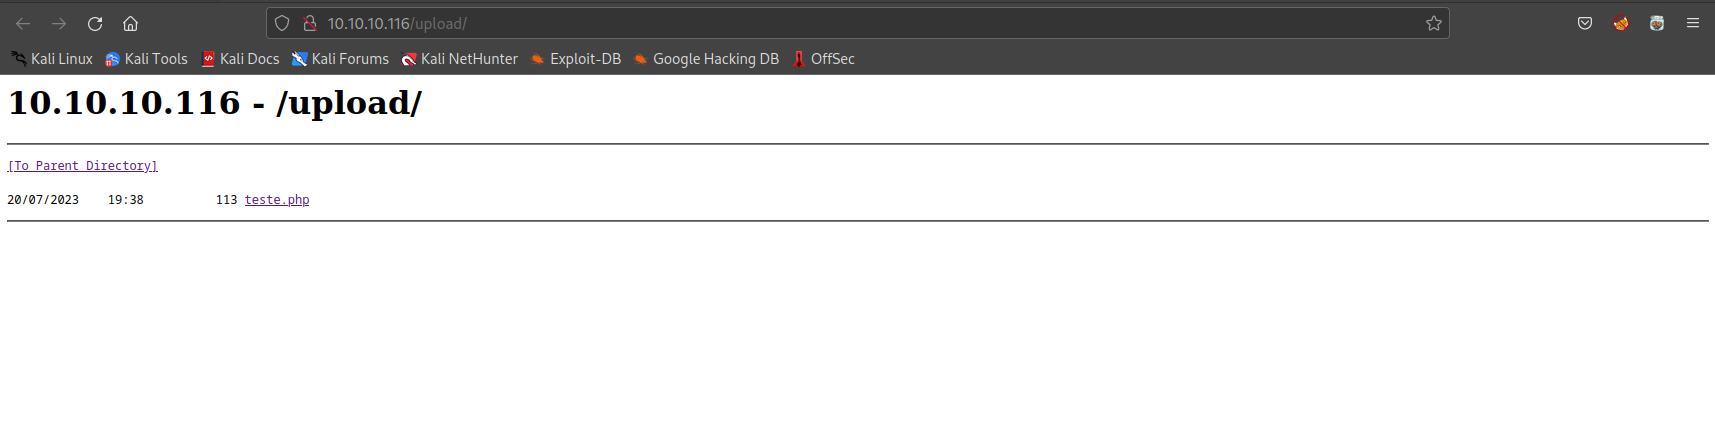 10.10.10.116/upload/
Kali Linux Kali Tools Kali Docs Kali Forums Kali NetHunter Exploit-DB Google Hacking DB OffSec
10.10.10.116 - /upload/
[To Parent Directory]
20/07/2023 19:38 113 teste.php